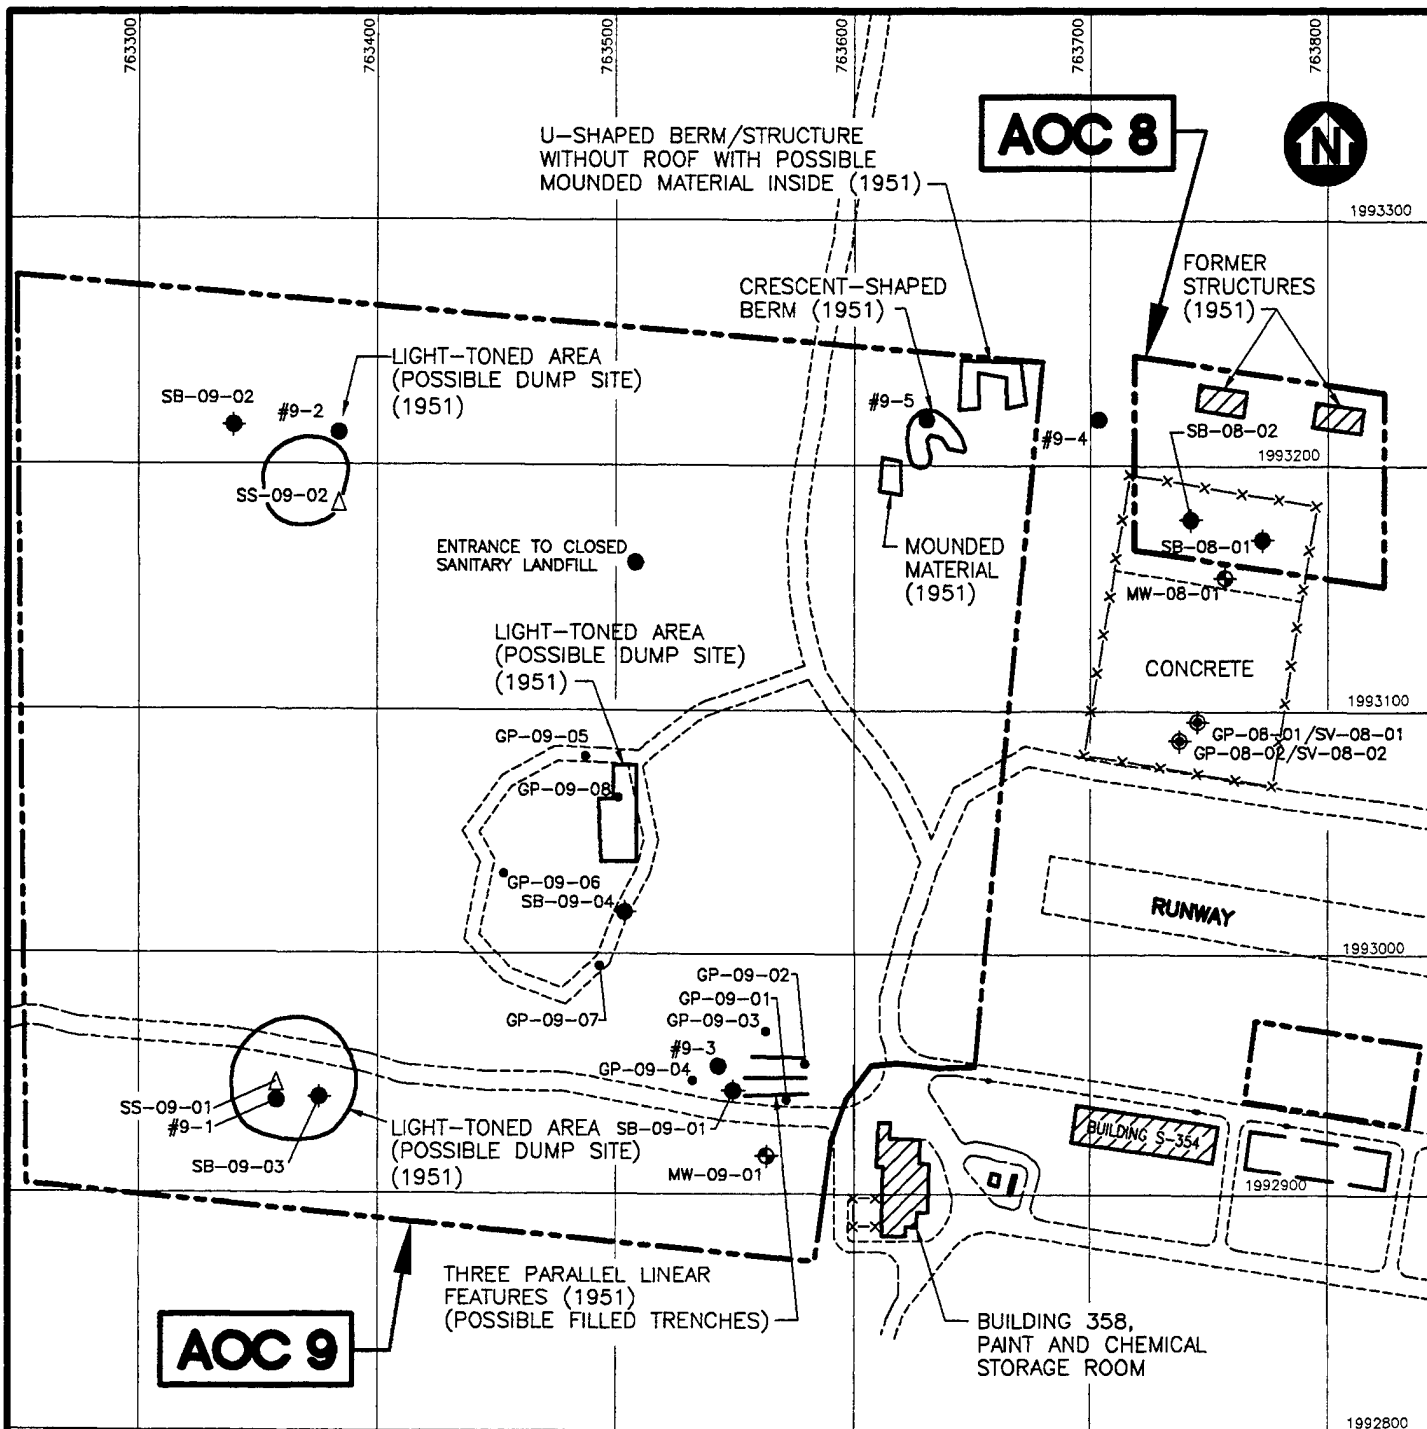 763300
763400
763500
763600
763700
763800
U-SHAPED BERM/STRUCTURE
WITHOUT ROOF WITH POSSIBLE
MOUNDED MATERIAL INSIDE (1951)
AOC 8
N
1993300
CRESCENT-SHAPED
BERM (1951)
FORMER
STRUCTURES
(1951)
LIGHT-TONED AREA
(POSSIBLE DUMP SITE)
(1951)
SB-09-02
#9-2
#9-5
#9-4
SB-08-02
1993200
SS-09-02
ENTRANCE TO CLOSED
SANITARY LANDFILL
MOUNDED
MATERIAL
(1951)
SB-08-01
MW-08-01
LIGHT-TONED AREA
(POSSIBLE DUMP SITE)
(1951)
CONCRETE
1993100
GP-09-05
GP-08-01/SV-08-01
GP-08-02/SV-08-02
GP-09-08
GP-09-06
SB-09-04
RUNWAY
1993000
GP-09-02
GP-09-01
GP-09-07
GP-09-03
#9-3
GP-09-04
SS-09-01
#9-1
SB-09-03
LIGHT-TONED AREA
(POSSIBLE DUMP SITE)
(1951)
SB-09-01
MW-09-01
BUILDING S-354
1992900
THREE PARALLEL LINEAR
FEATURES (1951)
(POSSIBLE FILLED TRENCHES)
AOC 9
BUILDING 358,
PAINT AND CHEMICAL
STORAGE ROOM
1992800